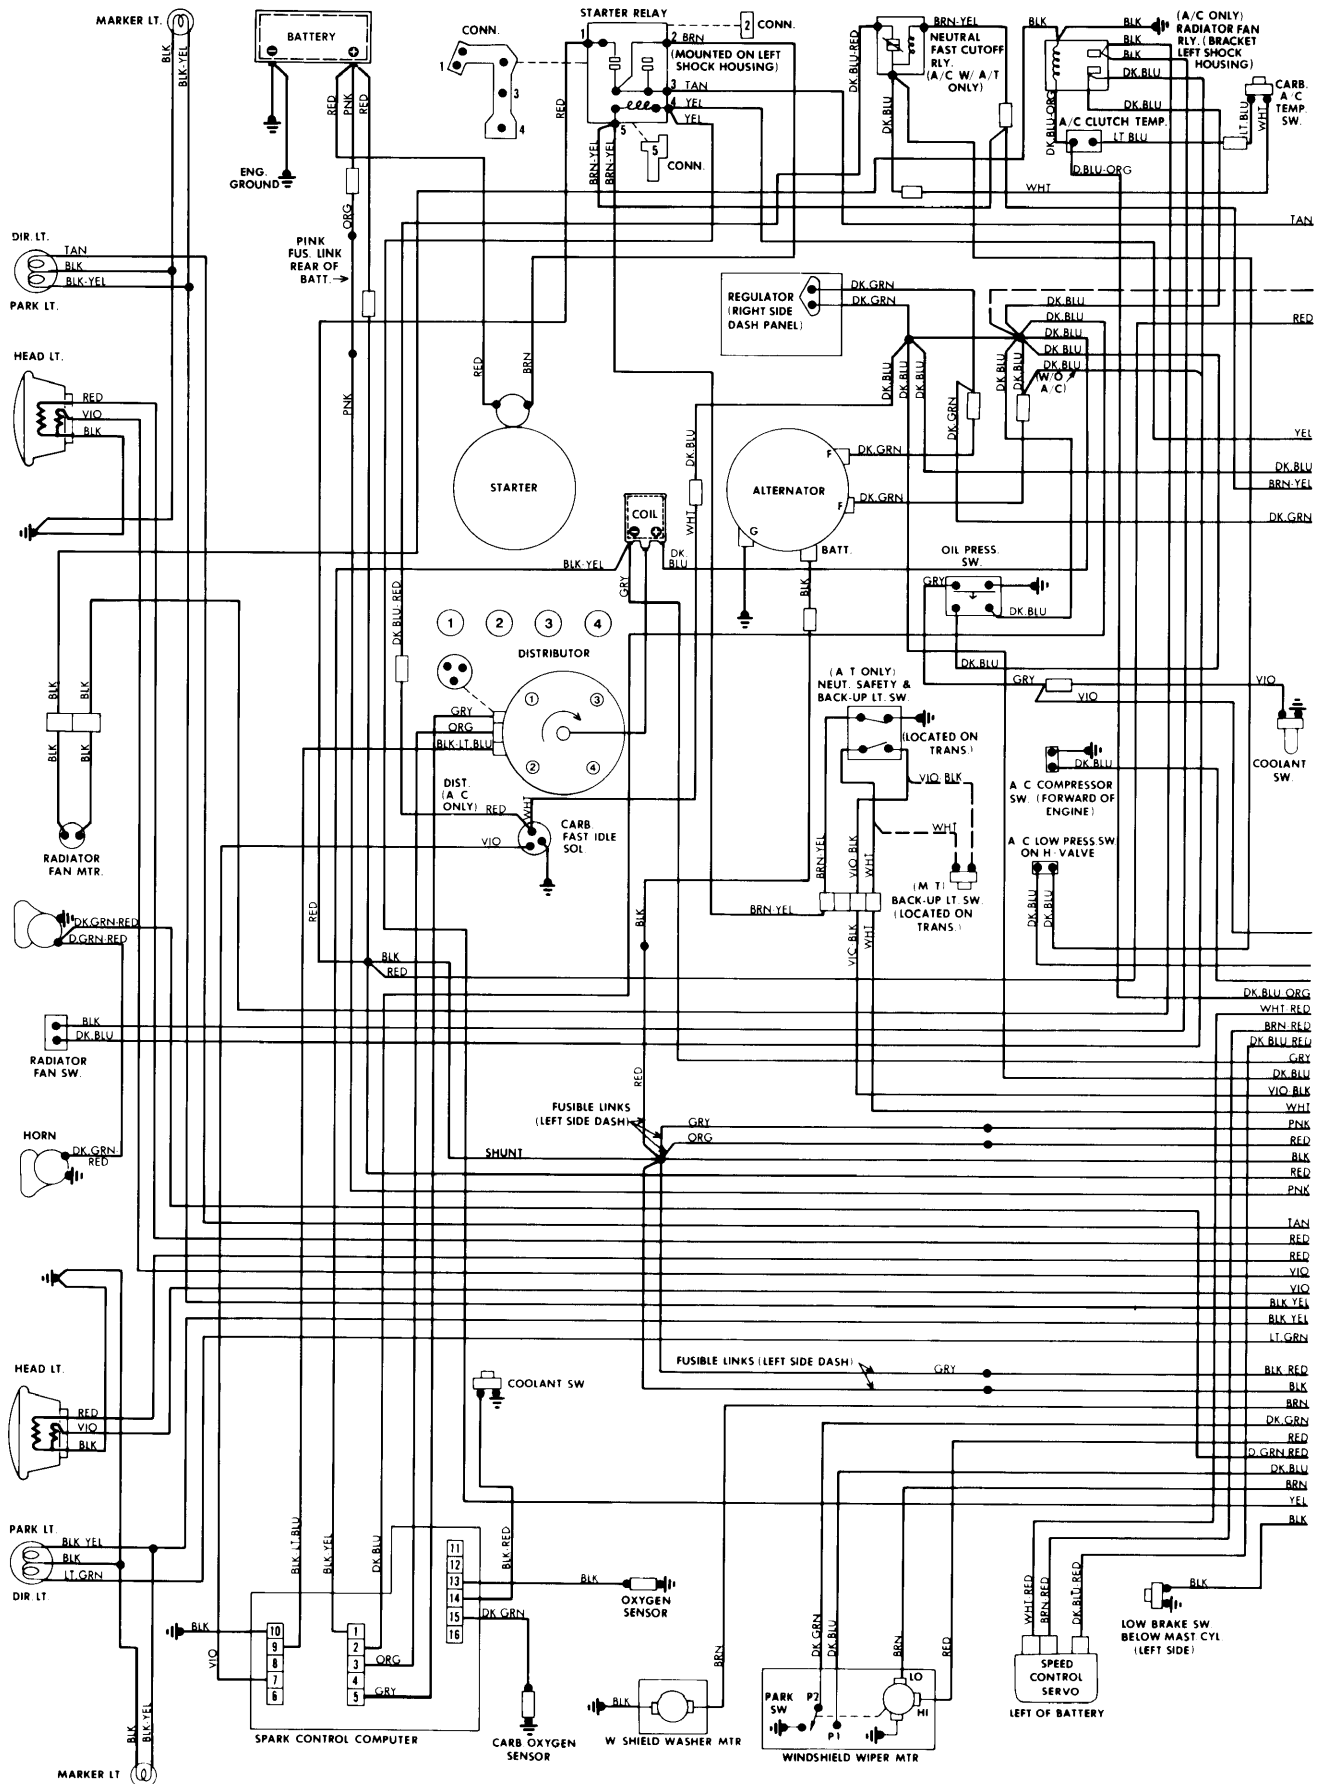 MARKER LT.
BLK
BLK-YEL
BATTERY
RED
PNK
RED
ENG.
GROUND
ORG
PINK
FUS. LINK
REAR OF
BATT.
PNK
CONN.
1
3
4
STARTER RELAY
1
2 BRN
(MOUNTED ON LEFT
SHOCK HOUSING)
3 TAN
4 YEL
YEL
5
2
CONN.
5
CONN.
RED
BRN-YEL
BRN-YEL
DK.BLU-RED
BRN-YEL
NEUTRAL
FAST CUTOFF
RLY.
(A/C W/ A/T
ONLY)
DK.BLU
BLK
BLK
BLK
BLK
DK.BLU
DK.BLU
(A/C ONLY)
RADIATOR FAN
RLY. (BRACKET
LEFT SHOCK
HOUSING)
CARB.
A/C
TEMP.
SW.
DK.BLU-ORG
A/C CLUTCH TEMP.
LT BLU
LT BLU
WHT
D.BLU-ORG
WHT
TAN
DIR. LT.
TAN
BLK
BLK-YEL
PARK LT.
REGULATOR
(RIGHT SIDE
DASH PANEL)
DK.GRN
DK.GRN
DK.BLU
DK.BLU
DK.BLU
DK.BLU
DK.BLU
(W/O
A/C)
RED
DK.BLU
DK.BLU
DK.BLU
DK.GRN
DK.BLU
DK.BLU
HEAD LT.
RED
VIO
BLK
RED
BRN
STARTER
COIL
DK.BLU
WHT
ALTERNATOR
F
DK.GRN
F
DK.GRN
G
BATT.
BLK
YEL
DK.BLU
BRN-YEL
DK.GRN
BLK-YEL
GRY
DK.
BLU
OIL PRESS.
SW.
GRY
DK.BLU
DK.BLU
DK.BLU-RED
1
2
3
4
DISTRIBUTOR
1
3
2
4
GRY
ORG
BLK-LT.BLU
DIST.
(A C
ONLY)
RED
WHT
VIO
CARB.
FAST IDLE
SOL
(A T ONLY)
NEUT. SAFETY &
BACK-UP LT. SW.
(LOCATED ON
TRANS.)
VIO BLK
WHT
BRN-YEL
VIO BLK
WHT
(M T)
BACK-UP LT. SW.
(LOCATED ON
TRANS.)
BRN YEL
VIO-BLK
WHT
GRY
VIO
VIO
COOLANT
SW.
DK.BLU
A C COMPRESSOR
SW. (FORWARD OF
ENGINE)
A C LOW PRESS.SW.
ON H-VALVE
DK.BLU
DK.BLU
BLK
BLK
BLK
BLK
RADIATOR
FAN MTR.
RED
BLK
DK.GRN-RED
D.GRN-RED
BLK
RED
BLK
DK.BLU
RADIATOR
FAN SW.
HORN
DK.GRN-
RED
RED
FUSIBLE LINKS
(LEFT SIDE DASH)
SHUNT
GRY
ORG
DK.BLU ORG
WHT-RED
BRN-RED
DK BLU RED
GRY
DK BLU
VIO-BLK
WHT
PNK
RED
BLK
RED
PNK
TAN
RED
RED
VIO
VIO
BLK YEL
BLK YEL
LT.GRN
HEAD LT.
RED
VIO
BLK
COOLANT SW
FUSIBLE LINKS (LEFT SIDE DASH)
GRY
BLK-RED
BLK
BRN
DK.GRN
RED
D.GRN RED
DK.BLU
BRN
YEL
BLK
PARK LT.
BLK YEL
BLK
LT.GRN
DIR. LT.
BLK LT.BLU
BLK YEL
DK BLU
BLK-RED
11
12
13
14
15
16
BLK
OXYGEN
SENSOR
DK GRN
BLK
10
9
8
7
6
VIO
1
2
3
4
5
ORG
GRY
SPARK CONTROL COMPUTER
CARB OXYGEN
SENSOR
BRN
BLK
W SHIELD WASHER MTR
DK GRN
DK.BLU
BRN
RED
PARK
SW
P2
P1
LO
HI
WINDSHIELD WIPER MTR
WHT-RED
BRN-RED
DK.BLU-RED
SPEED
CONTROL
SERVO
LEFT OF BATTERY
BLK
LOW BRAKE SW
BELOW MAST CYL
(LEFT SIDE)
BLK
BLK-YEL
MARKER LT